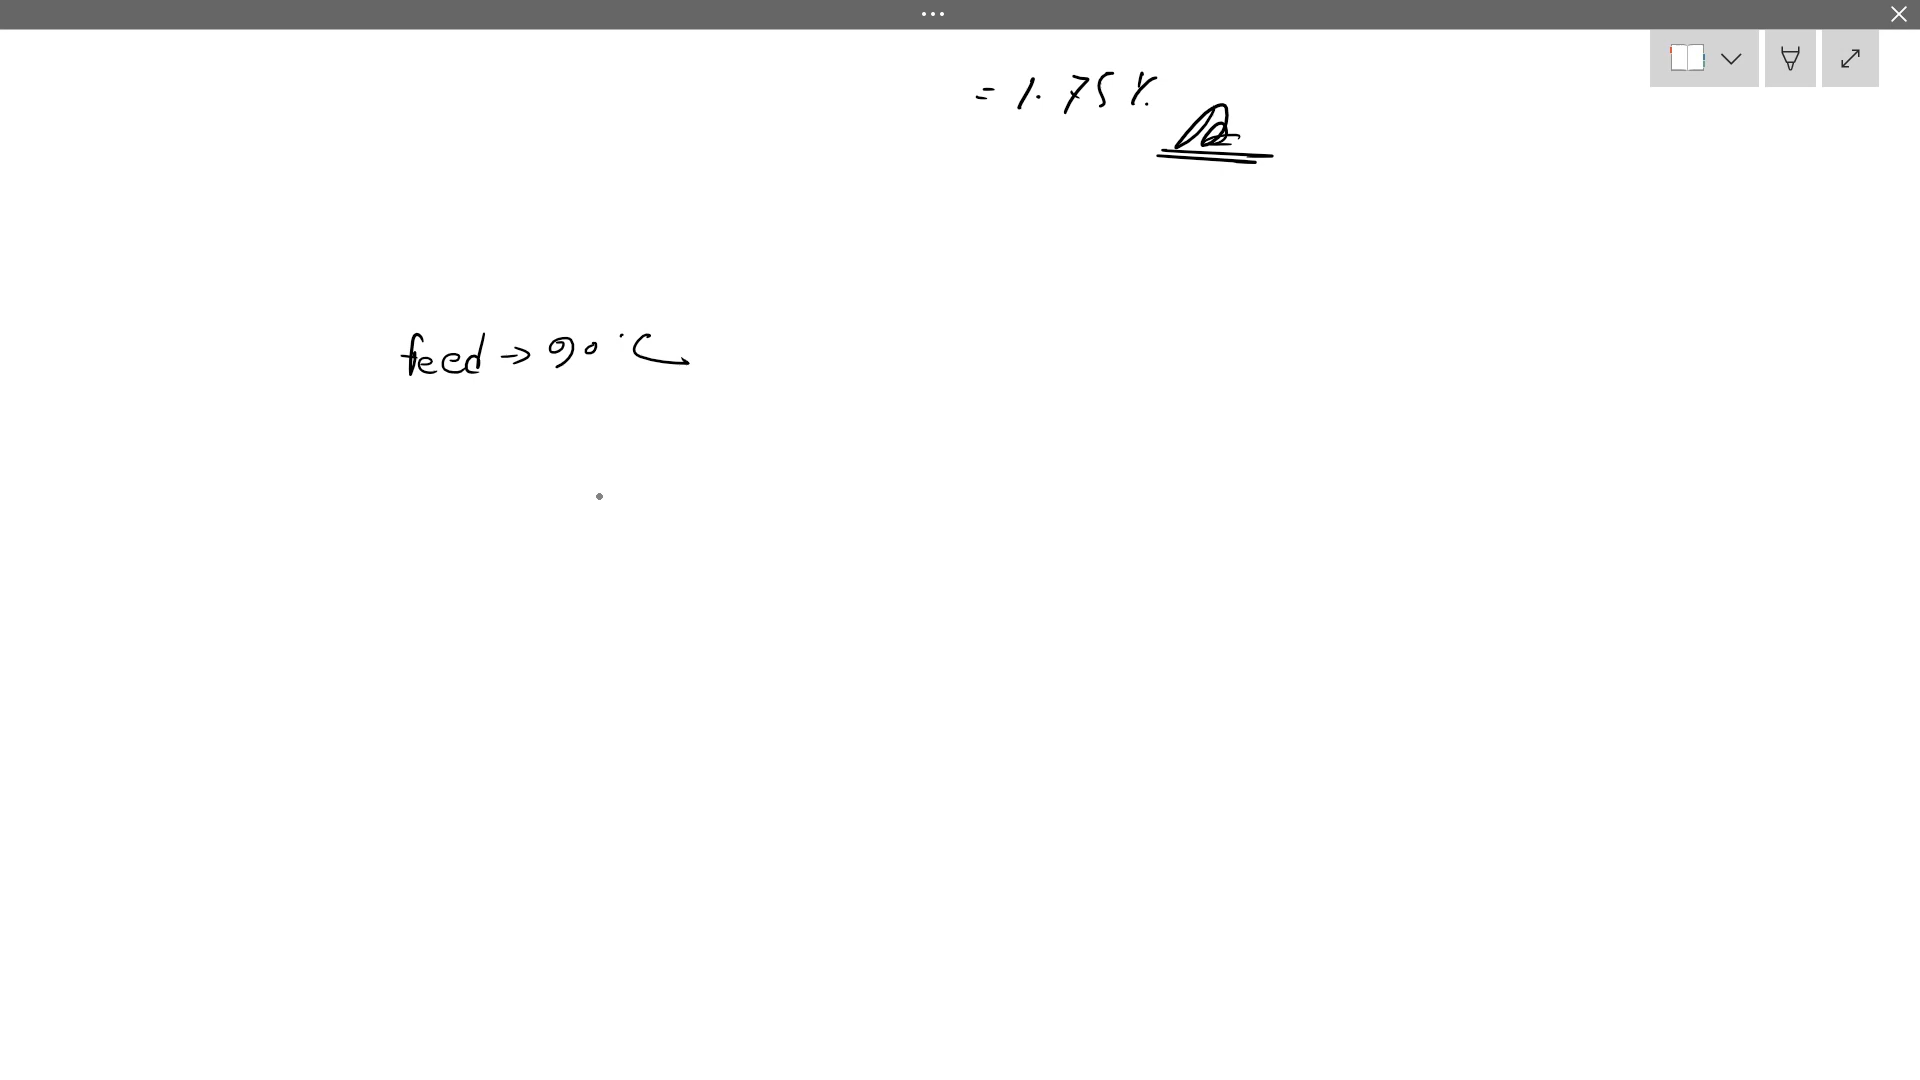 = 1.75 %
feed → 90 °C